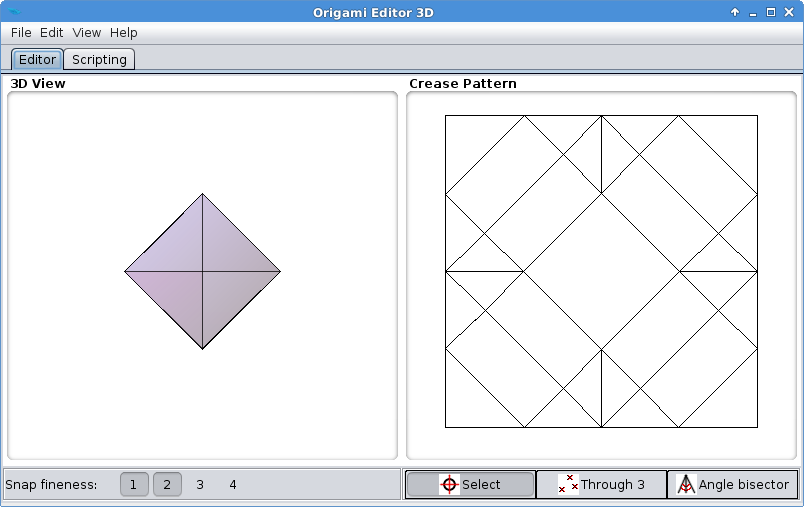 Origami Editor 3D
File Edit View Help
Editor Scripting
3D View Crease Pattern
Snap fineness: 1 2 3 4 Select Through 3 Angle bisector